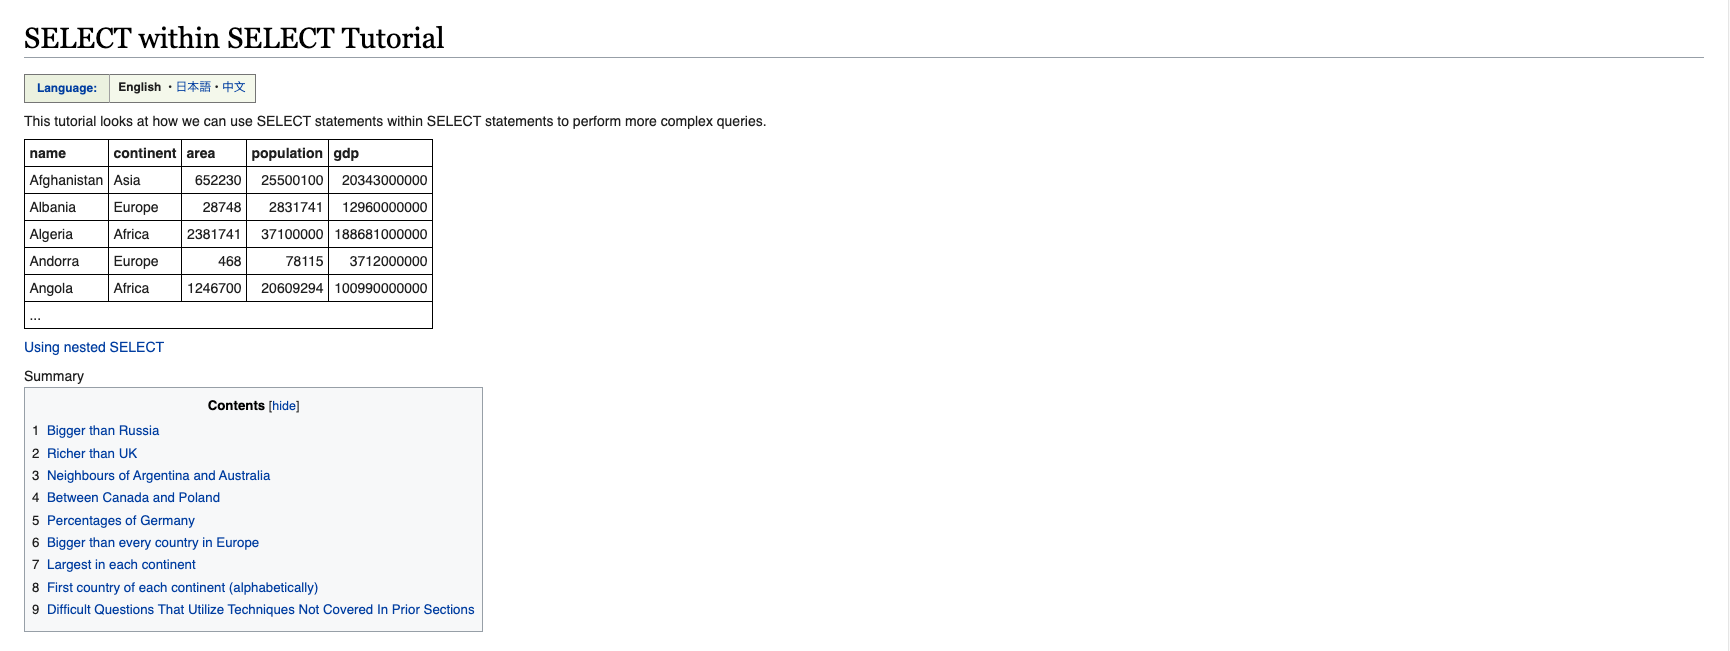 SELECT within SELECT Tutorial
Language: English • 日本語 • 中文
This tutorial looks at how we can use SELECT statements within SELECT statements to perform more complex queries.
name continent area population gdp
Afghanistan Asia 652230 25500100 20343000000
Albania Europe 28748 2831741 12960000000
Algeria Africa 2381741 37100000 188681000000
Andorra Europe 468 78115 3712000000
Angola Africa 1246700 20609294 100990000000
...
Using nested SELECT
Summary
Contents [hide]
1 Bigger than Russia
2 Richer than UK
3 Neighbours of Argentina and Australia
4 Between Canada and Poland
5 Percentages of Germany
6 Bigger than every country in Europe
7 Largest in each continent
8 First country of each continent (alphabetically)
9 Difficult Questions That Utilize Techniques Not Covered In Prior Sections